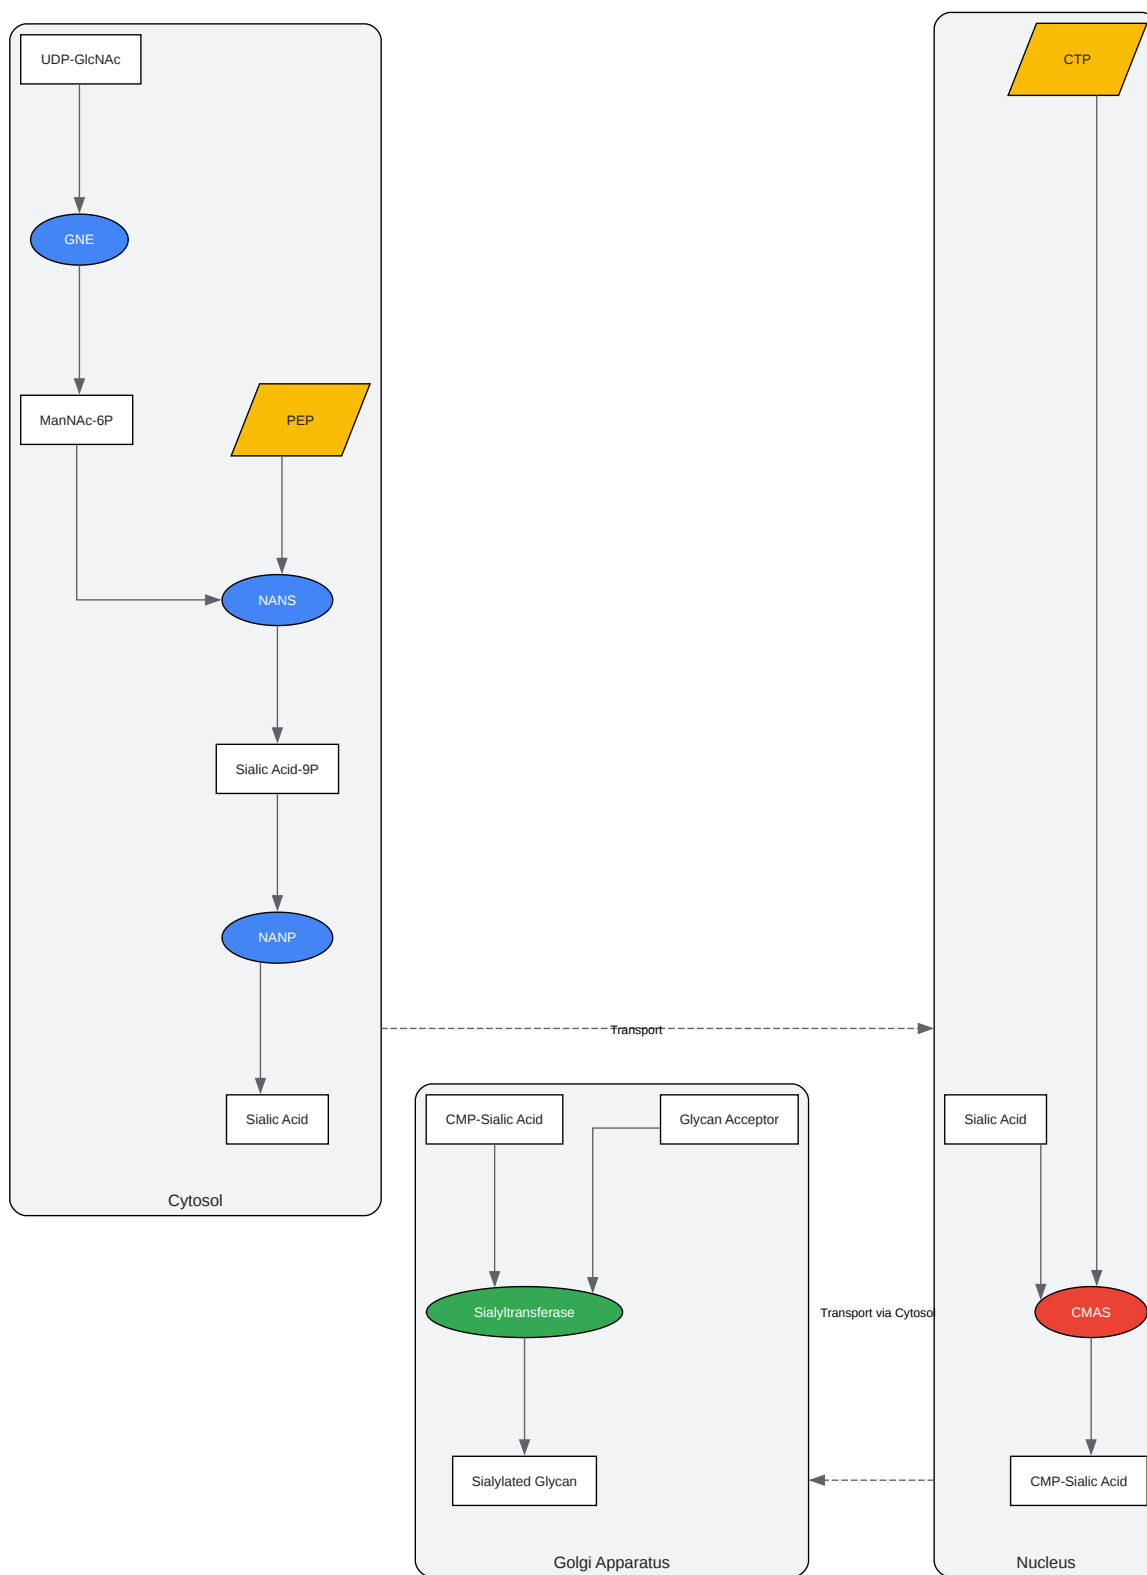 UDP-GlcNAc
GNE
ManNAc-6P
PEP
NANS
Sialic Acid-9P
NANP
Sialic Acid
Cytosol
Transport
CMP-Sialic Acid
Glycan Acceptor
Sialyltransferase
Sialylated Glycan
Golgi Apparatus
Transport via Cytosol
CTP
Sialic Acid
CMAS
CMP-Sialic Acid
Nucleus